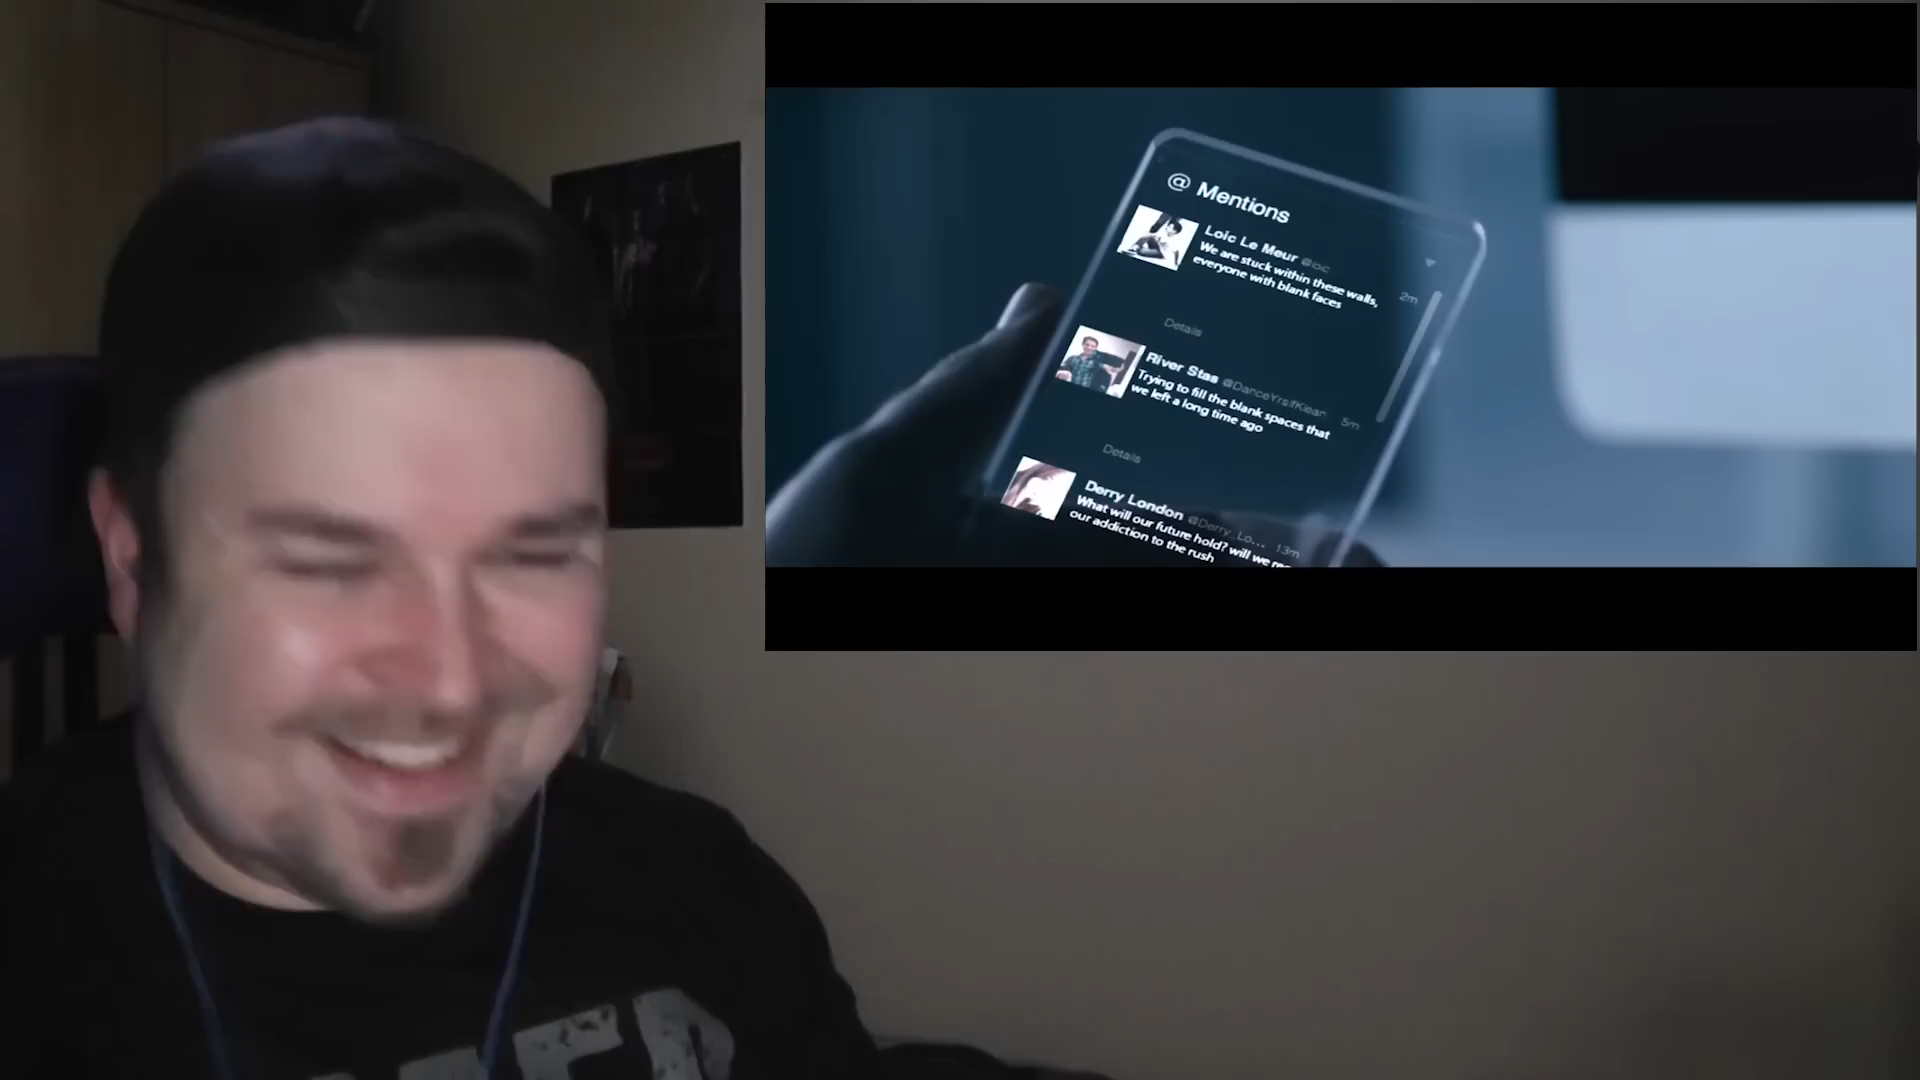 @ Mentions
Loic Le Meur @loic
We are stuck within these walls,
everyone with blank faces
2m
Details
River Stas @DanceYrslfKlean
Trying to fill the blank spaces that
we left a long time ago
5m
Details
Derry London @Derry_Lo...
What will our future hold? will we
our addiction to the rush
13m